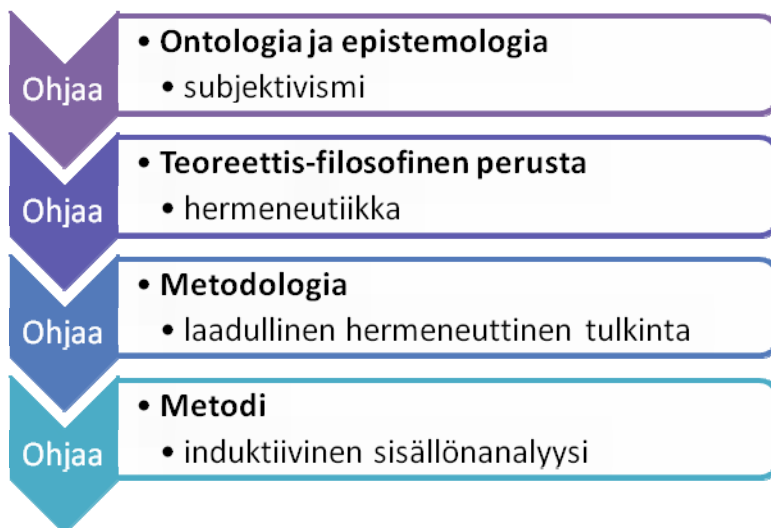 Ohjaa
• Ontologia ja epistemologia
• subjektivismi
Ohjaa
• Teoreettis-filosofinen perusta
• hermeneutiikka
Ohjaa
• Metodologia
• laadullinen hermeneuttinen tulkinta
Ohjaa
• Metodi
• induktiivinen sisällönanalyysi